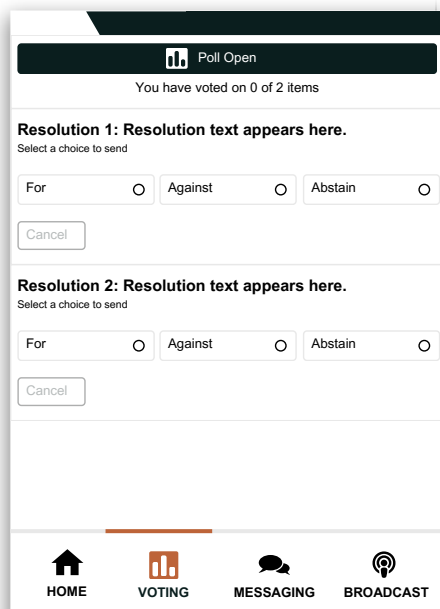 Poll Open
You have voted on 0 of 2 items
Resolution 1: Resolution text appears here.
Select a choice to send
For Against Abstain
Cancel
Resolution 2: Resolution text appears here.
Select a choice to send
For Against Abstain
Cancel
HOME VOTING MESSAGING BROADCAST